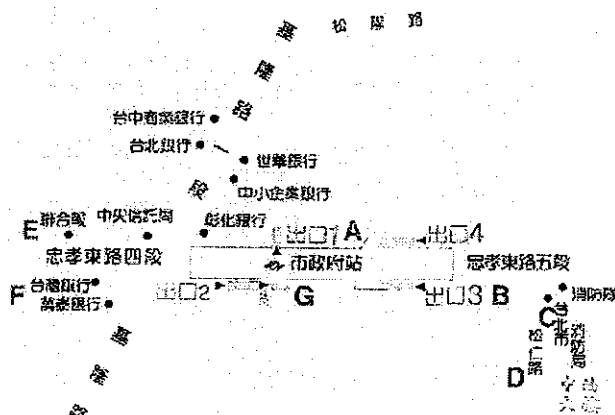 松隆路
基隆路
段
台中商業銀行
台北銀行
世華銀行
中小企業銀行
E 聯合報
中央信託局
彰化銀行
出口1 A
出口4
忠孝東路四段
市政府站
忠孝東路五段
F 台灣銀行
萬泰銀行
出口2
G
出口3
B
消防隊
C
台北市
消防局
松仁路
D
基隆路